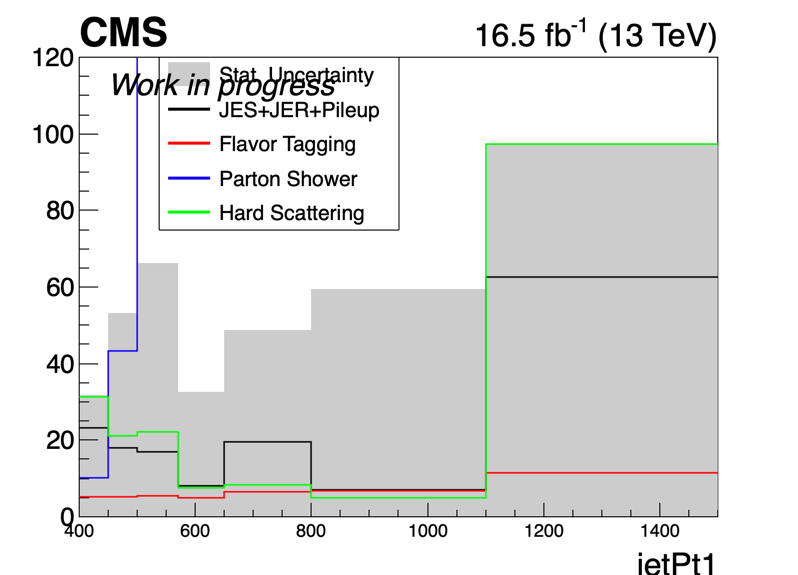 CMS
16.5 fb-1 (13 TeV)
120
Stat. Uncertainty
Work in progress
JES+JER+Pileup
100
Flavor Tagging
Parton Shower
80
Hard Scattering
60
40
20
0
400 600 800 1000 1200 1400
jetPt1